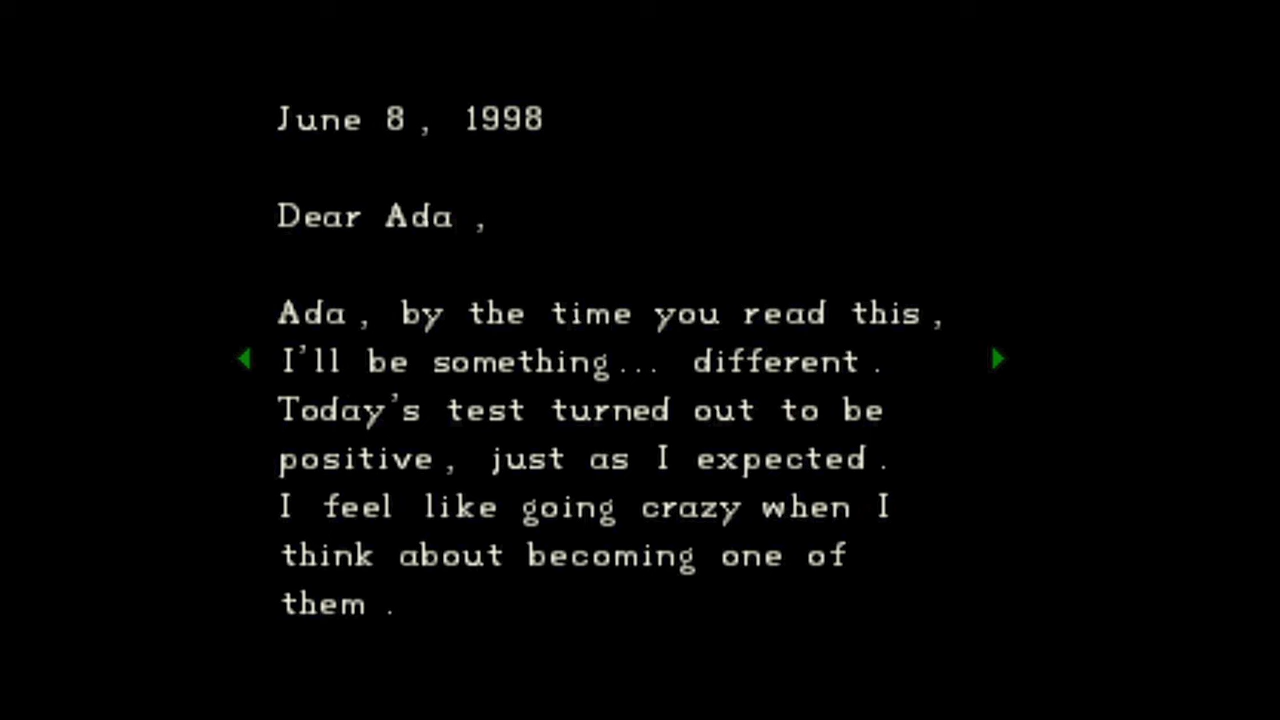 June 8, 1998
Dear Ada,
Ada, by the time you read this,
I'll be something... different.
Today's test turned out to be
positive, just as I expected.
I feel like going crazy when I
think about becoming one of
them.